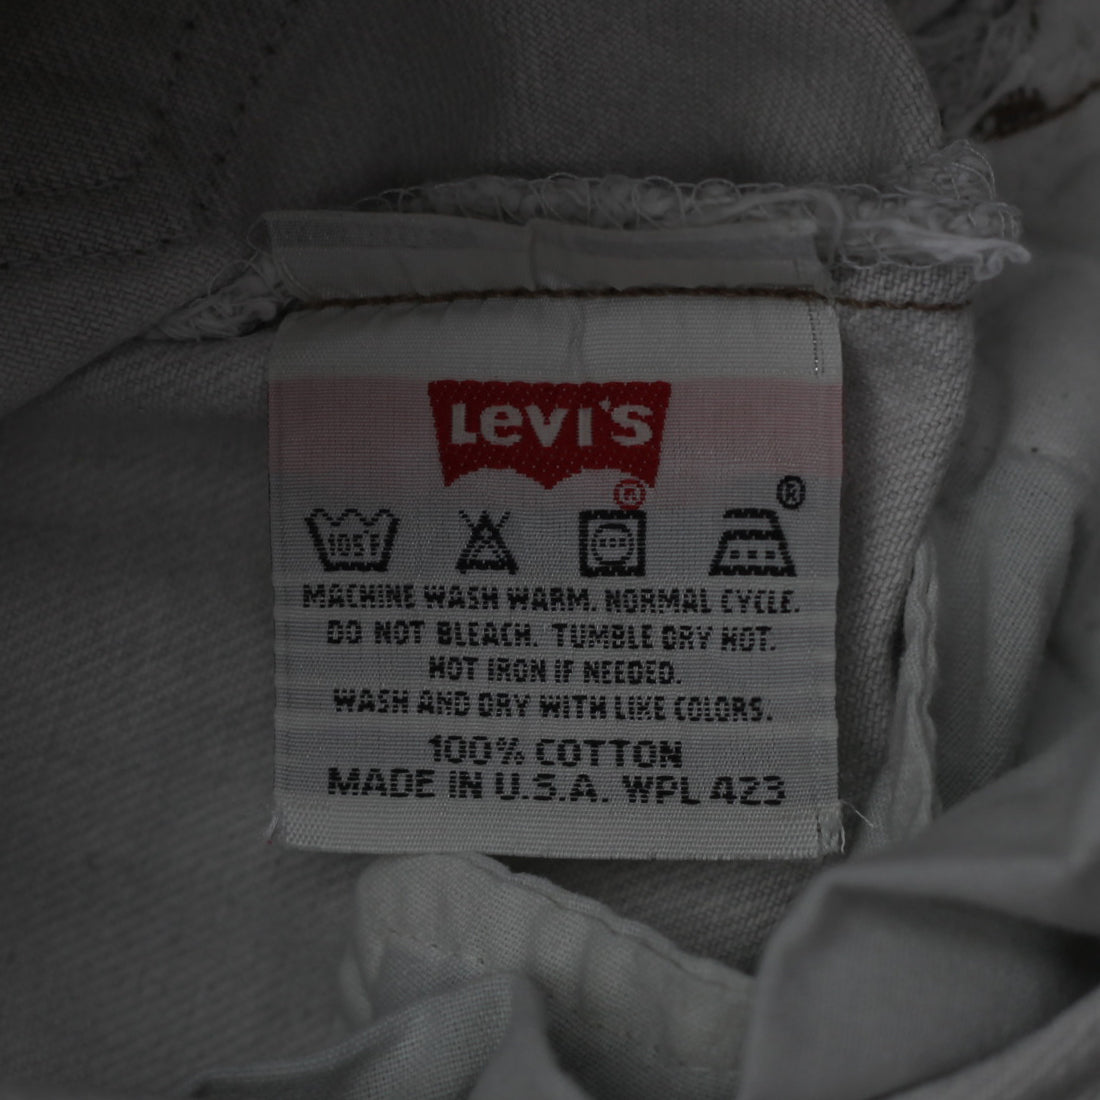 Levi's
®
®
105F
MACHINE WASH WARM. NORMAL CYCLE.
DO NOT BLEACH. TUMBLE DRY HOT.
HOT IRON IF NEEDED.
WASH AND DRY WITH LIKE COLORS.
100% COTTON
MADE IN U.S.A. WPL 423